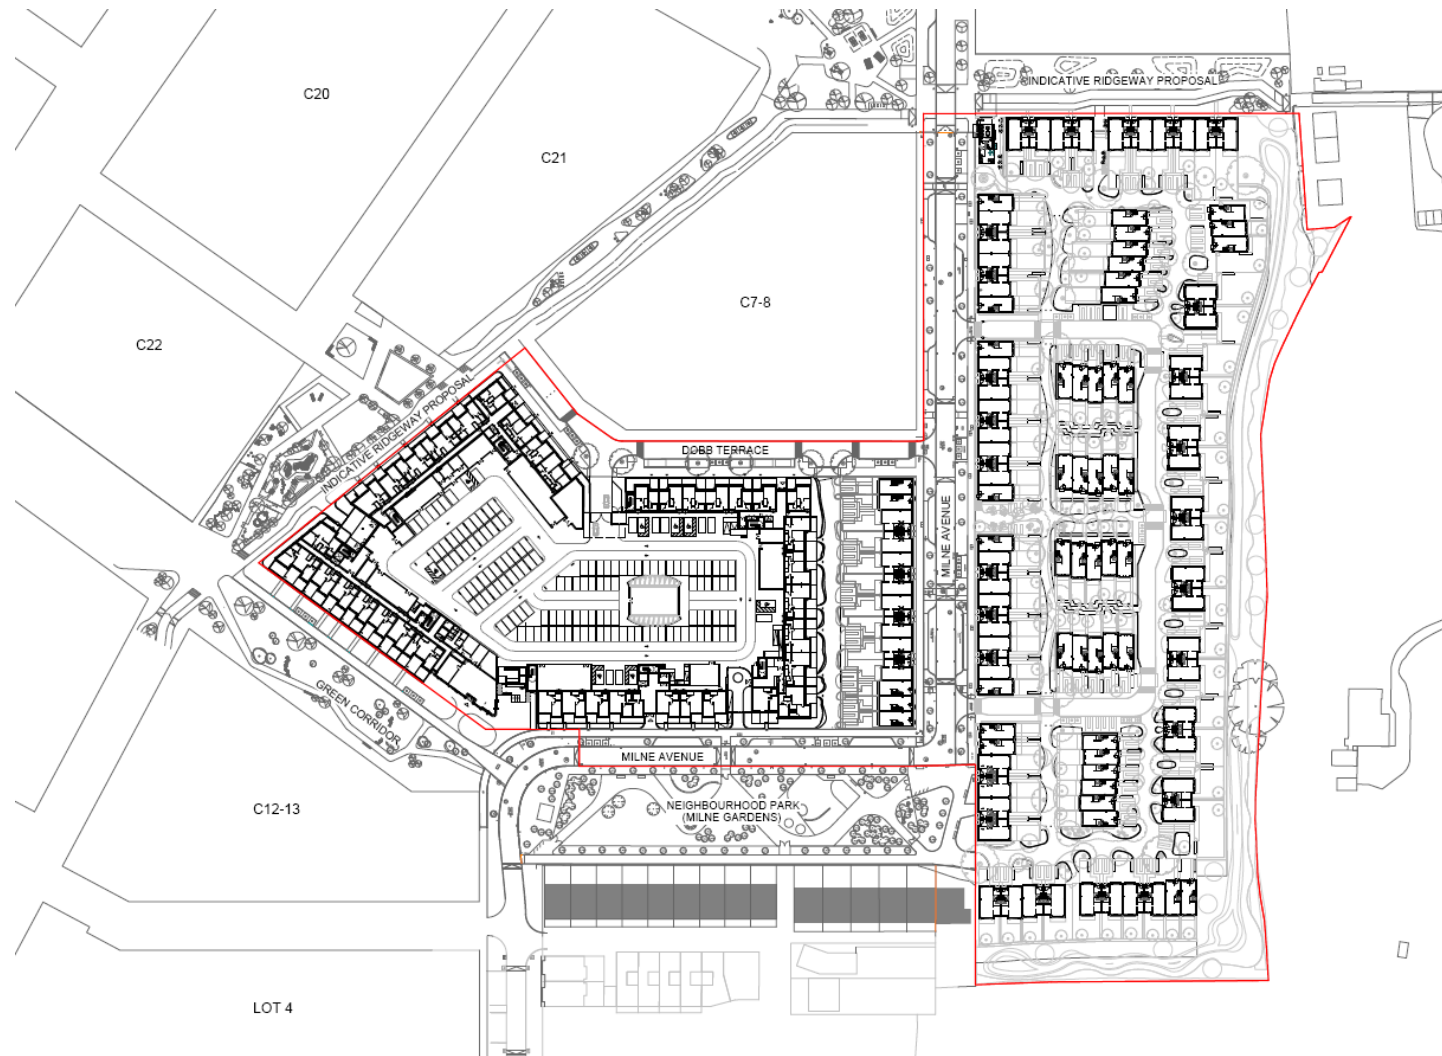 INDICATIVE RIDGEWAY PROPOSAL
C20
C21
C7-8
C22
INDICATIVE RIDGEWAY PROPOSAL
DOBB TERRACE
MILNE AVENUE
GREEN CORRIDOR
MILNE AVENUE
NEIGHBOURHOOD PARK
(MILNE GARDENS)
C12-13
LOT 4